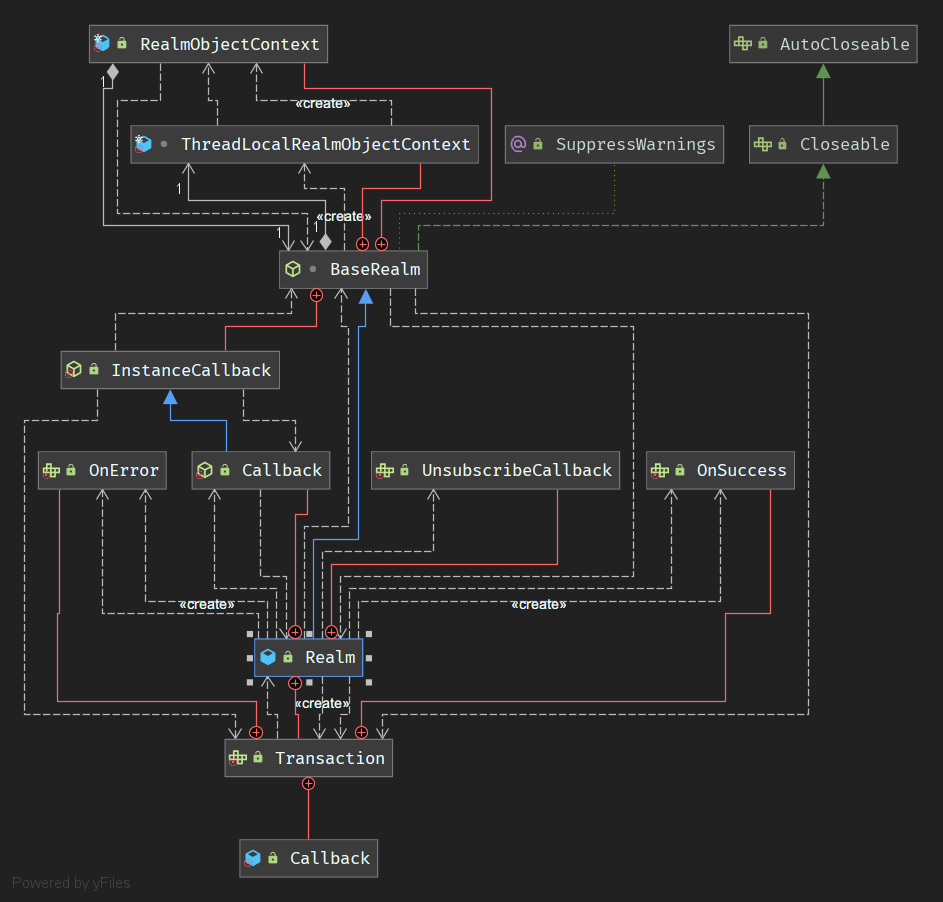 RealmObjectContext
AutoCloseable
1
«create»
ThreadLocalRealmObjectContext
@ SuppressWarnings
Closeable
1
«create»
1
1
BaseRealm
InstanceCallback
OnError
Callback
UnsubscribeCallback
OnSuccess
«create»
«create»
Realm
«create»
Transaction
Callback
Powered by yFiles